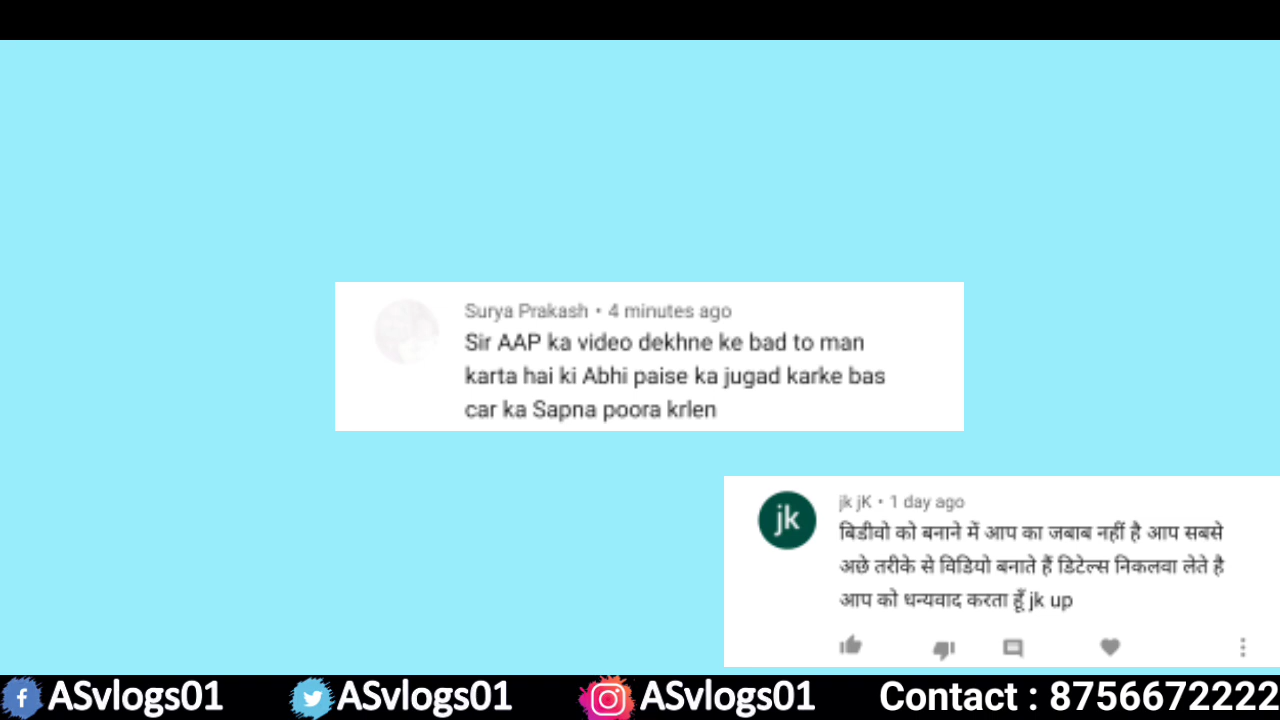 Surya Prakash • 4 minutes ago
Sir AAP ka video dekhne ke bad to man
karta hai ki Abhi paise ka jugad karke bas
car ka Sapna poora krlen
jk
jk jK • 1 day ago
बिडीवो को बनाने में आप का जबाब नहीं है आप सबसे
अछे तरीके से विडियो बनाते हैं डिटेल्स निकलवा लेते है
आप को धन्यवाद करता हूँ jk up
ASvlogs01 ASvlogs01 ASvlogs01 Contact : 8756672222